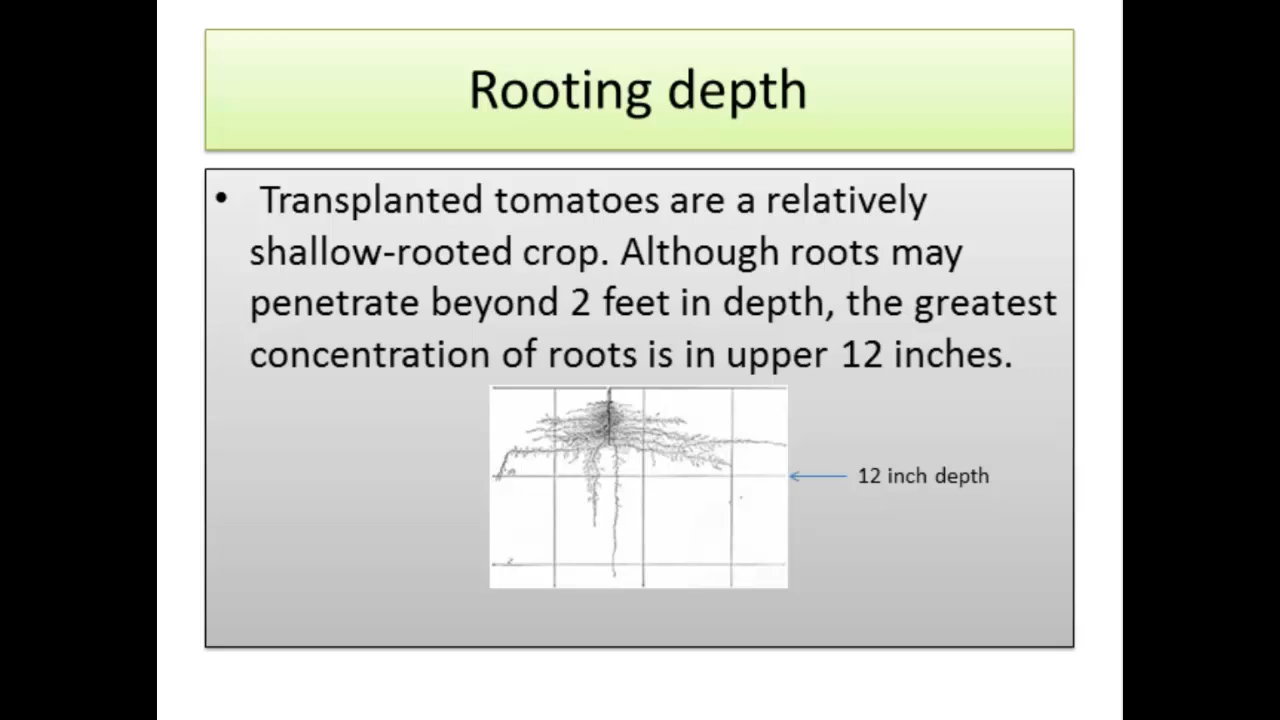 Rooting depth
• Transplanted tomatoes are a relatively
shallow-rooted crop. Although roots may
penetrate beyond 2 feet in depth, the greatest
concentration of roots is in upper 12 inches.
12 inch depth